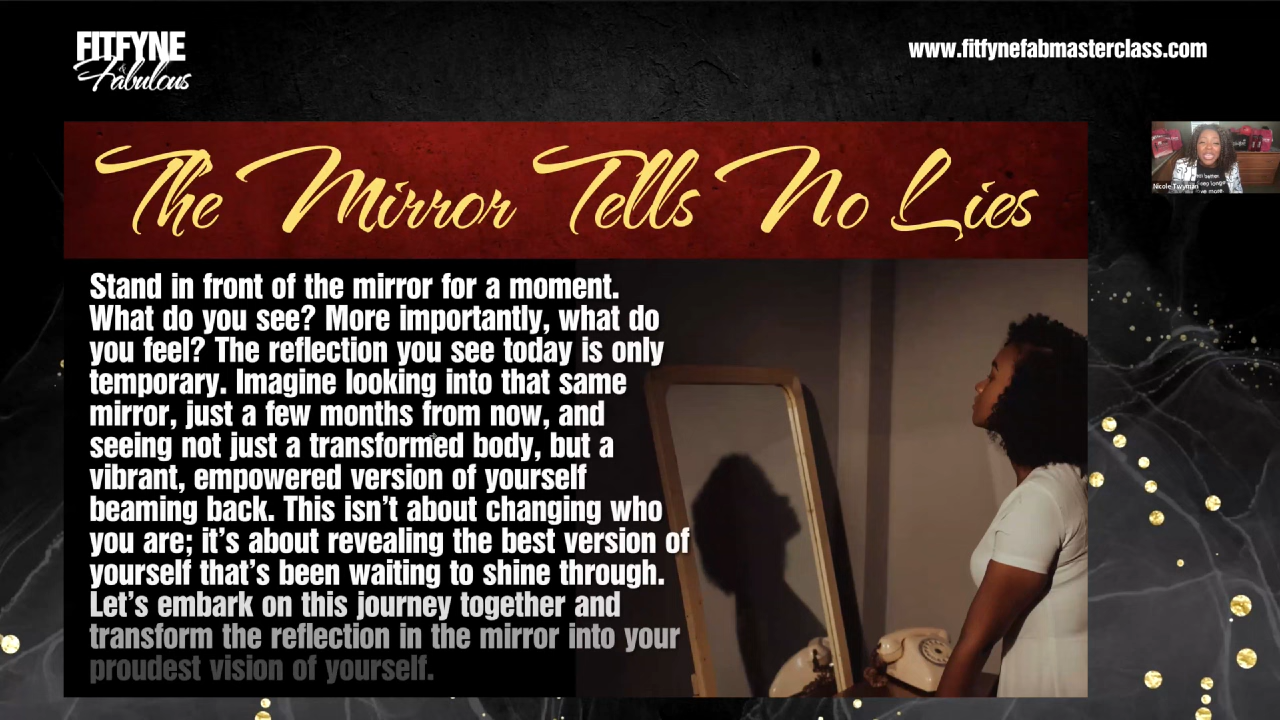 FITFYNE
&
Fabulous
www.fitfynefabmasterclass.com
The Mirror Tells No Lies
Nicole Twyman
Stand in front of the mirror for a moment.
What do you see? More importantly, what do
you feel? The reflection you see today is only
temporary. Imagine looking into that same
mirror, just a few months from now, and
seeing not just a transformed body, but a
vibrant, empowered version of yourself
beaming back. This isn’t about changing who
you are; it’s about revealing the best version of
yourself that’s been waiting to shine through.
Let’s embark on this journey together and
transform the reflection in the mirror into your
proudest vision of yourself.